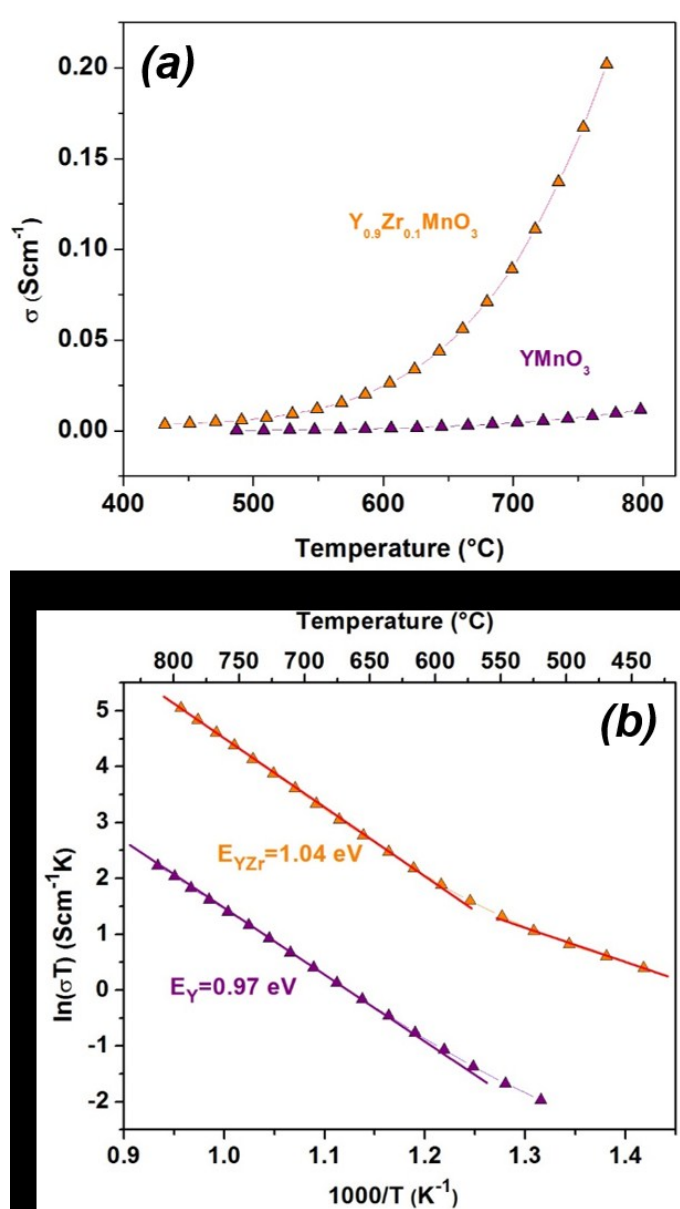 (a)
0.20
0.15
0.10
0.05
0.00
σ (Scm⁻¹)
Y₀.₉Zr₀.₁MnO₃
YMnO₃
400 500 600 700 800
Temperature (°C)
Temperature (°C)
800 750 700 650 600 550 500 450
(b)
5
4
3
2
1
0
-1
-2
ln(σT) (Scm⁻¹K)
E_YZr=1.04 eV
E_Y=0.97 eV
0.9 1.0 1.1 1.2 1.3 1.4
1000/T (K⁻¹)